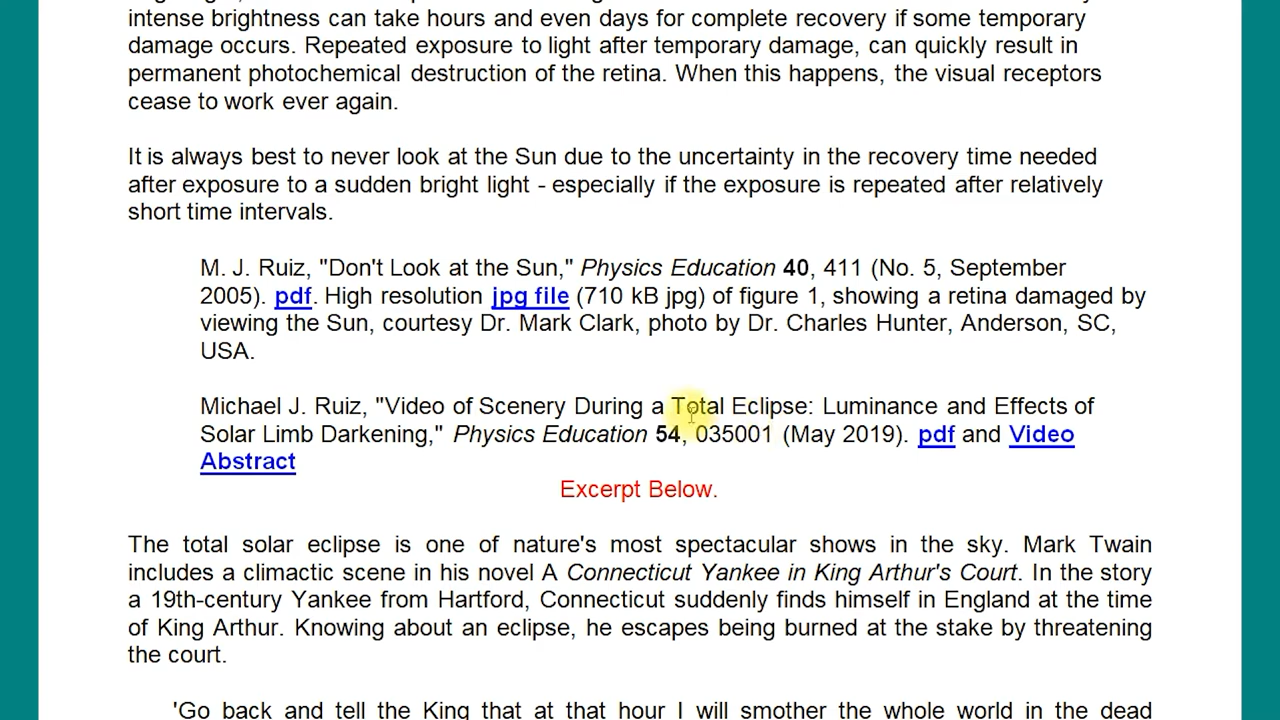 intense brightness can take hours and even days for complete recovery if some temporary
damage occurs. Repeated exposure to light after temporary damage, can quickly result in
permanent photochemical destruction of the retina. When this happens, the visual receptors
cease to work ever again.
It is always best to never look at the Sun due to the uncertainty in the recovery time needed
after exposure to a sudden bright light - especially if the exposure is repeated after relatively
short time intervals.
M. J. Ruiz, "Don't Look at the Sun," Physics Education 40, 411 (No. 5, September
2005). pdf. High resolution jpg file (710 kB jpg) of figure 1, showing a retina damaged by
viewing the Sun, courtesy Dr. Mark Clark, photo by Dr. Charles Hunter, Anderson, SC,
USA.
Michael J. Ruiz, "Video of Scenery During a Total Eclipse: Luminance and Effects of
Solar Limb Darkening," Physics Education 54, 035001 (May 2019). pdf and Video
Abstract
Excerpt Below.
The total solar eclipse is one of nature's most spectacular shows in the sky. Mark Twain
includes a climactic scene in his novel A Connecticut Yankee in King Arthur's Court. In the story
a 19th-century Yankee from Hartford, Connecticut suddenly finds himself in England at the time
of King Arthur. Knowing about an eclipse, he escapes being burned at the stake by threatening
the court.
'Go back and tell the King that at that hour I will smother the whole world in the dead